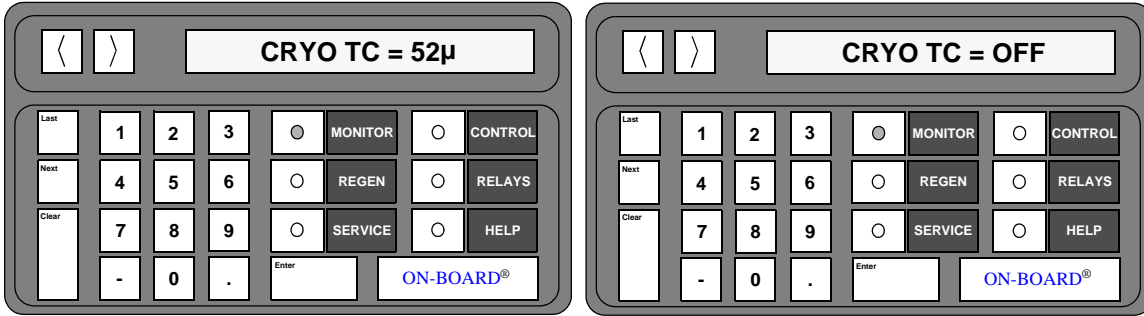 〈 〉 CRYO TC = 52µ
Last 1 2 3 MONITOR CONTROL
Next 4 5 6 REGEN RELAYS
Clear 7 8 9 SERVICE HELP
- 0 . Enter ON-BOARD®
〈 〉 CRYO TC = OFF
Last 1 2 3 MONITOR CONTROL
Next 4 5 6 REGEN RELAYS
Clear 7 8 9 SERVICE HELP
- 0 . Enter ON-BOARD®